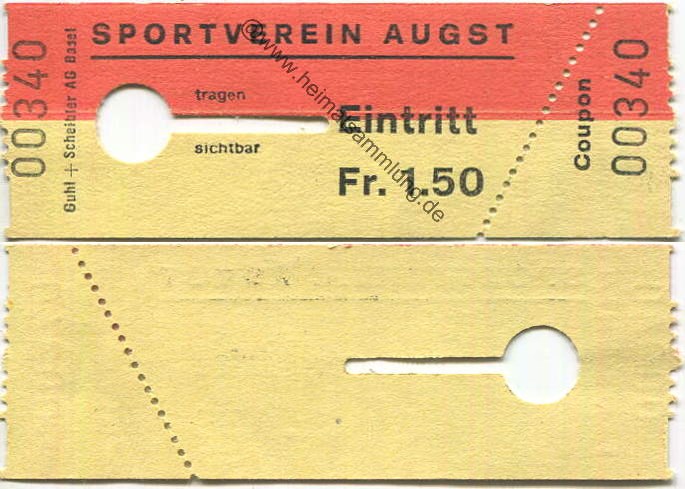 SPORTVEREIN AUGST
00340
Guhl + Scheibler AG Basel
tragen
sichtbar
Eintritt
Fr. 1.50
Coupon
00340
@www.heimatsammlung.de